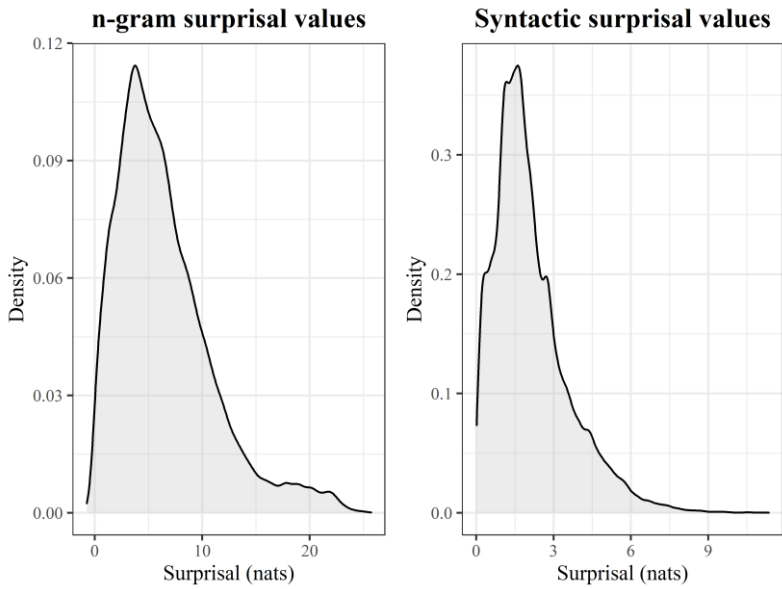 n-gram surprisal values
0.12
0.09
0.06
0.03
0.00
Density
0
10
20
Surprisal (nats)
Syntactic surprisal values
0.3
0.2
0.1
0.0
Density
0
3
6
9
Surprisal (nats)